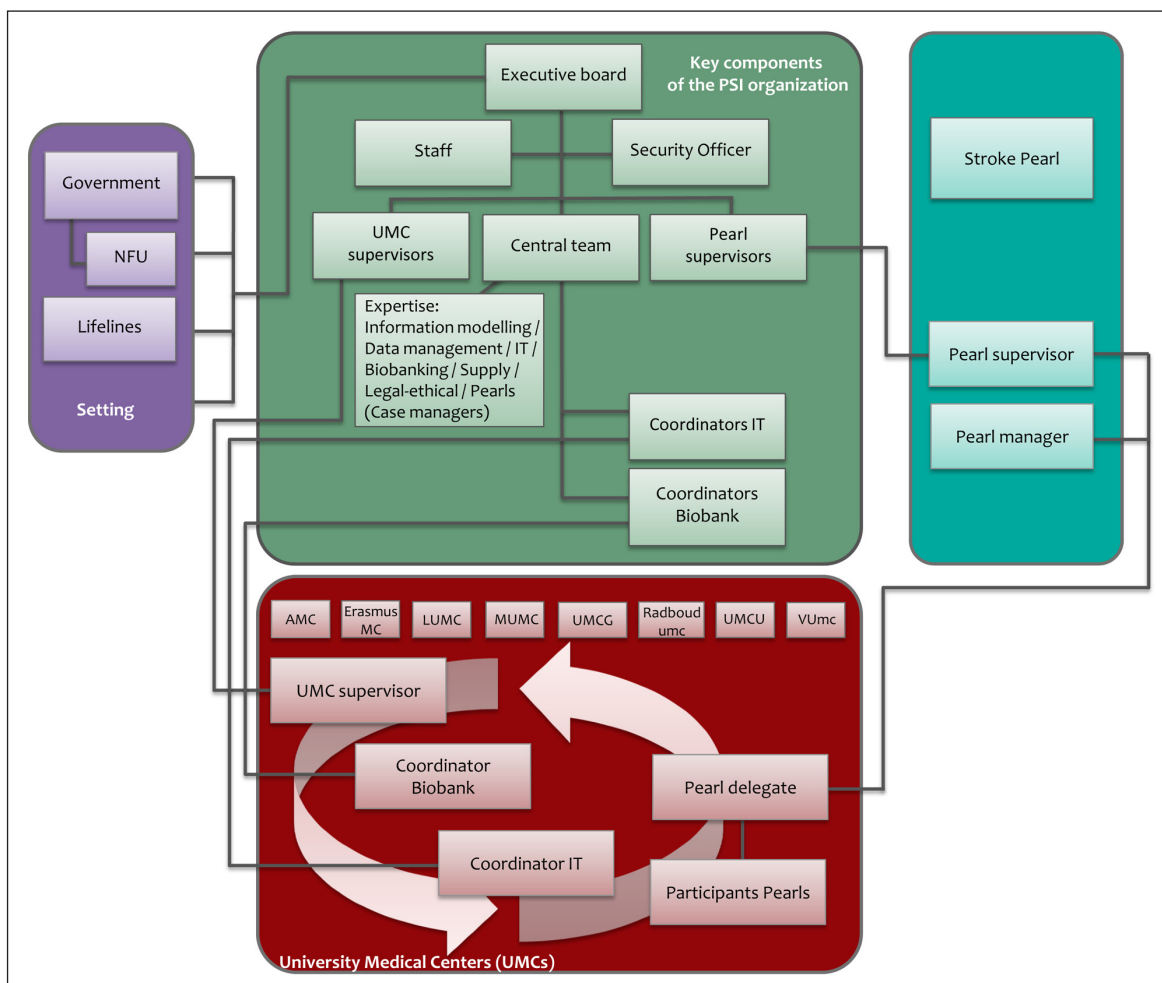 Key components
of the PSI organization
Executive board
Staff
Security Officer
UMC
supervisors
Central team
Pearl
supervisors
Expertise:
Information modelling /
Data management / IT /
Biobanking / Supply /
Legal-ethical / Pearls
(Case managers)
Coordinators IT
Coordinators
Biobank
Government
NFU
Lifelines
Setting
Stroke Pearl
Pearl supervisor
Pearl manager
AMC
Erasmus
MC
LUMC
MUMC
UMCG
Radboud
umc
UMCU
VUmc
UMC supervisor
Coordinator
Biobank
Pearl delegate
Coordinator IT
Participants Pearls
University Medical Centers (UMCs)